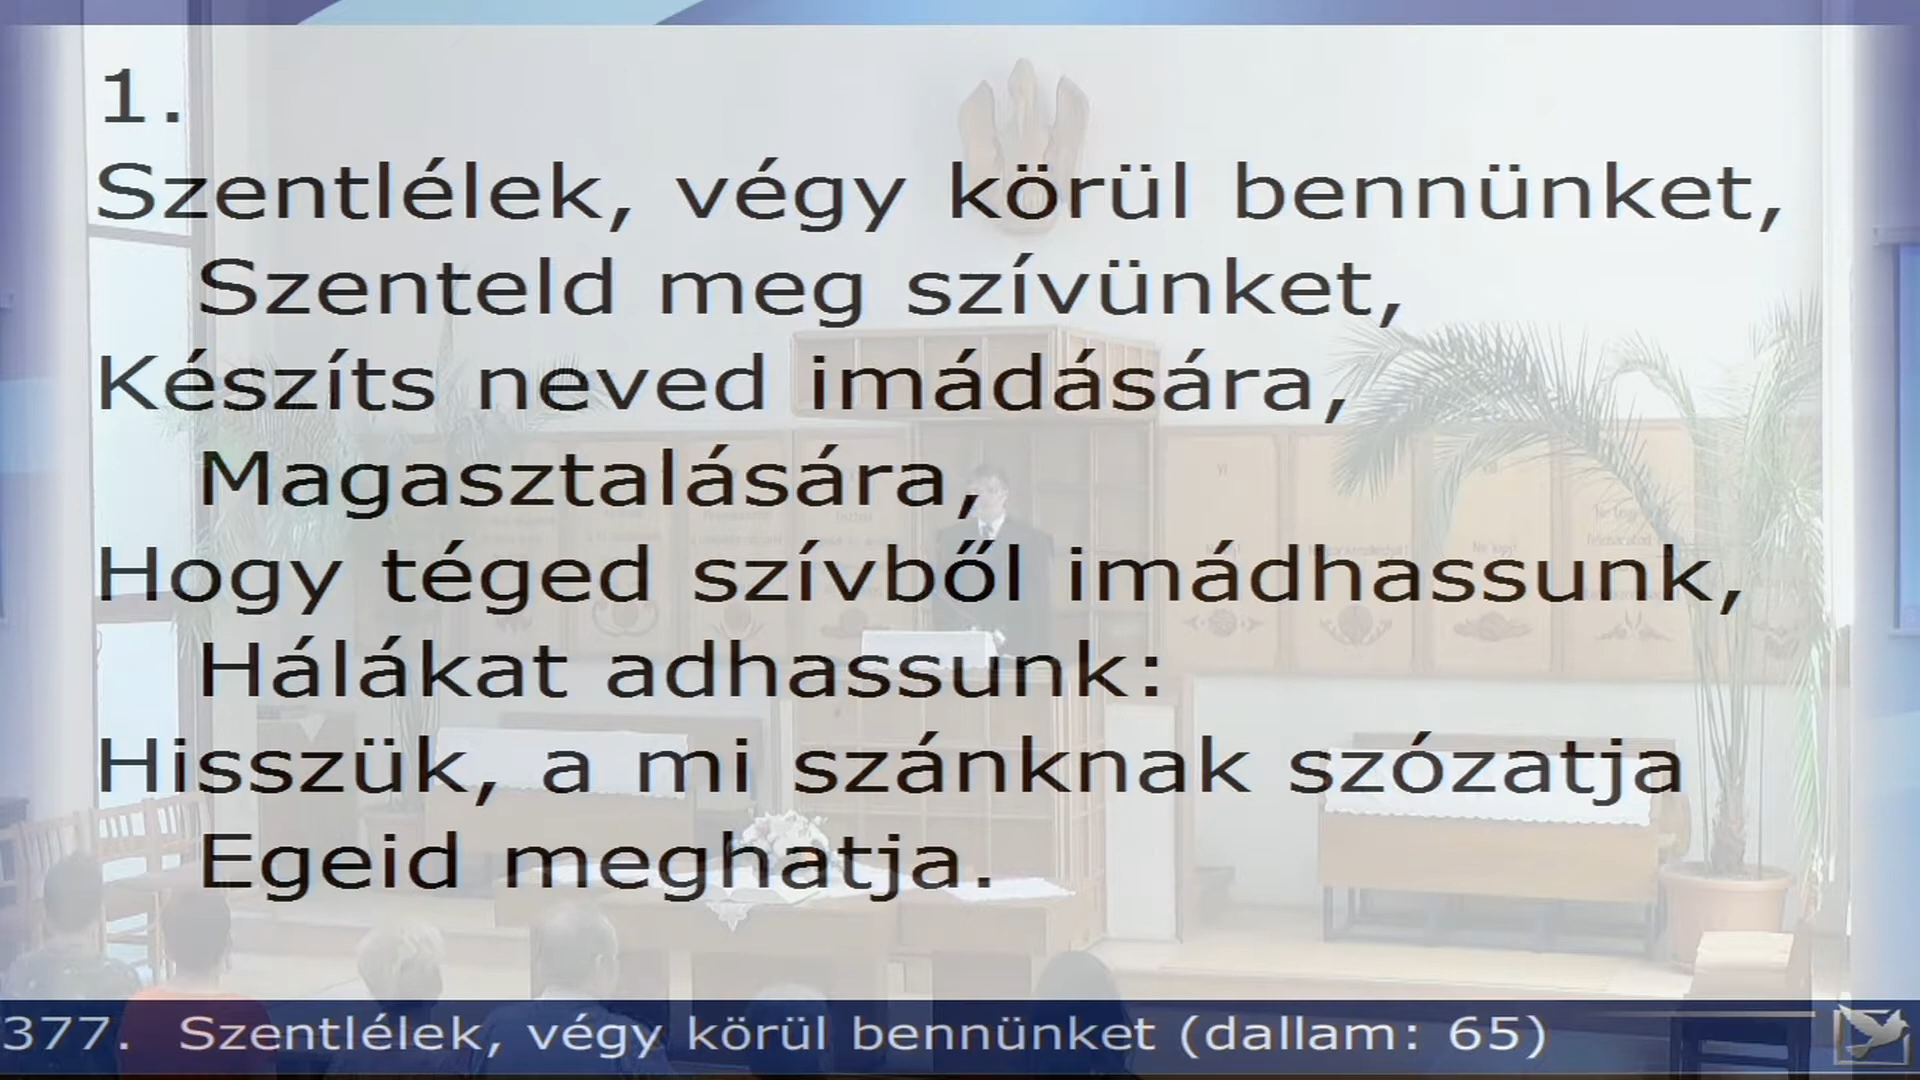 1.
Szentlélek, végy körül bennünket,
Szenteld meg szívünket,
Készíts neved imádására,
Magasztalására,
Hogy téged szívből imádhassunk,
Hálákat adhassunk:
Hisszük, a mi szánknak szózatja
Egeid meghatja.
377. Szentlélek, végy körül bennünket (dallam: 65)